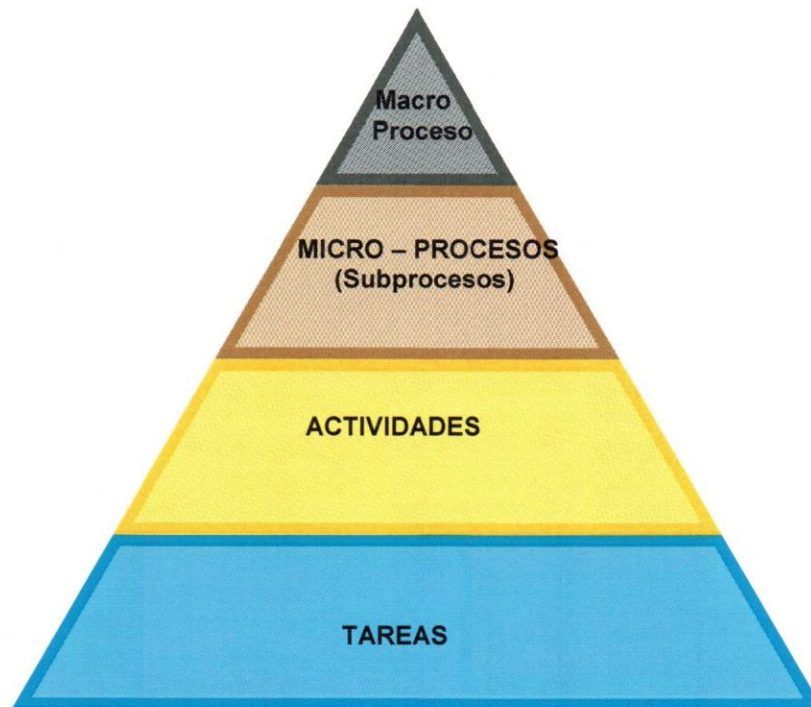 Macro
Proceso
MICRO – PROCESOS
(Subprocesos)
ACTIVIDADES
TAREAS